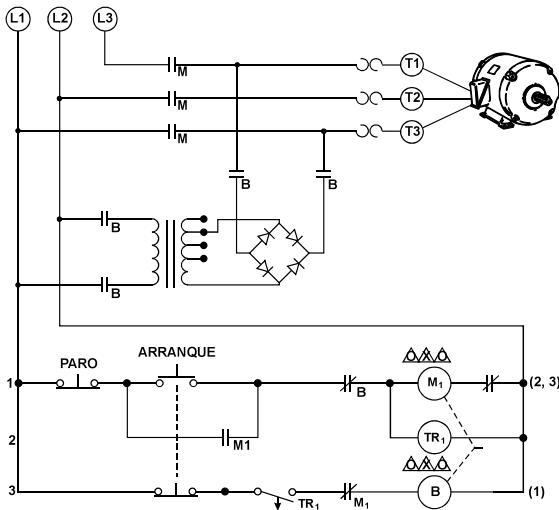 L1 L2 L3
T1
M
T2
M
T3
M
B B
B
B
PARO ARRANQUE
1 B M₁ (2, 3)
M1
2 TR₁
3 TR₁ M₁ B (1)